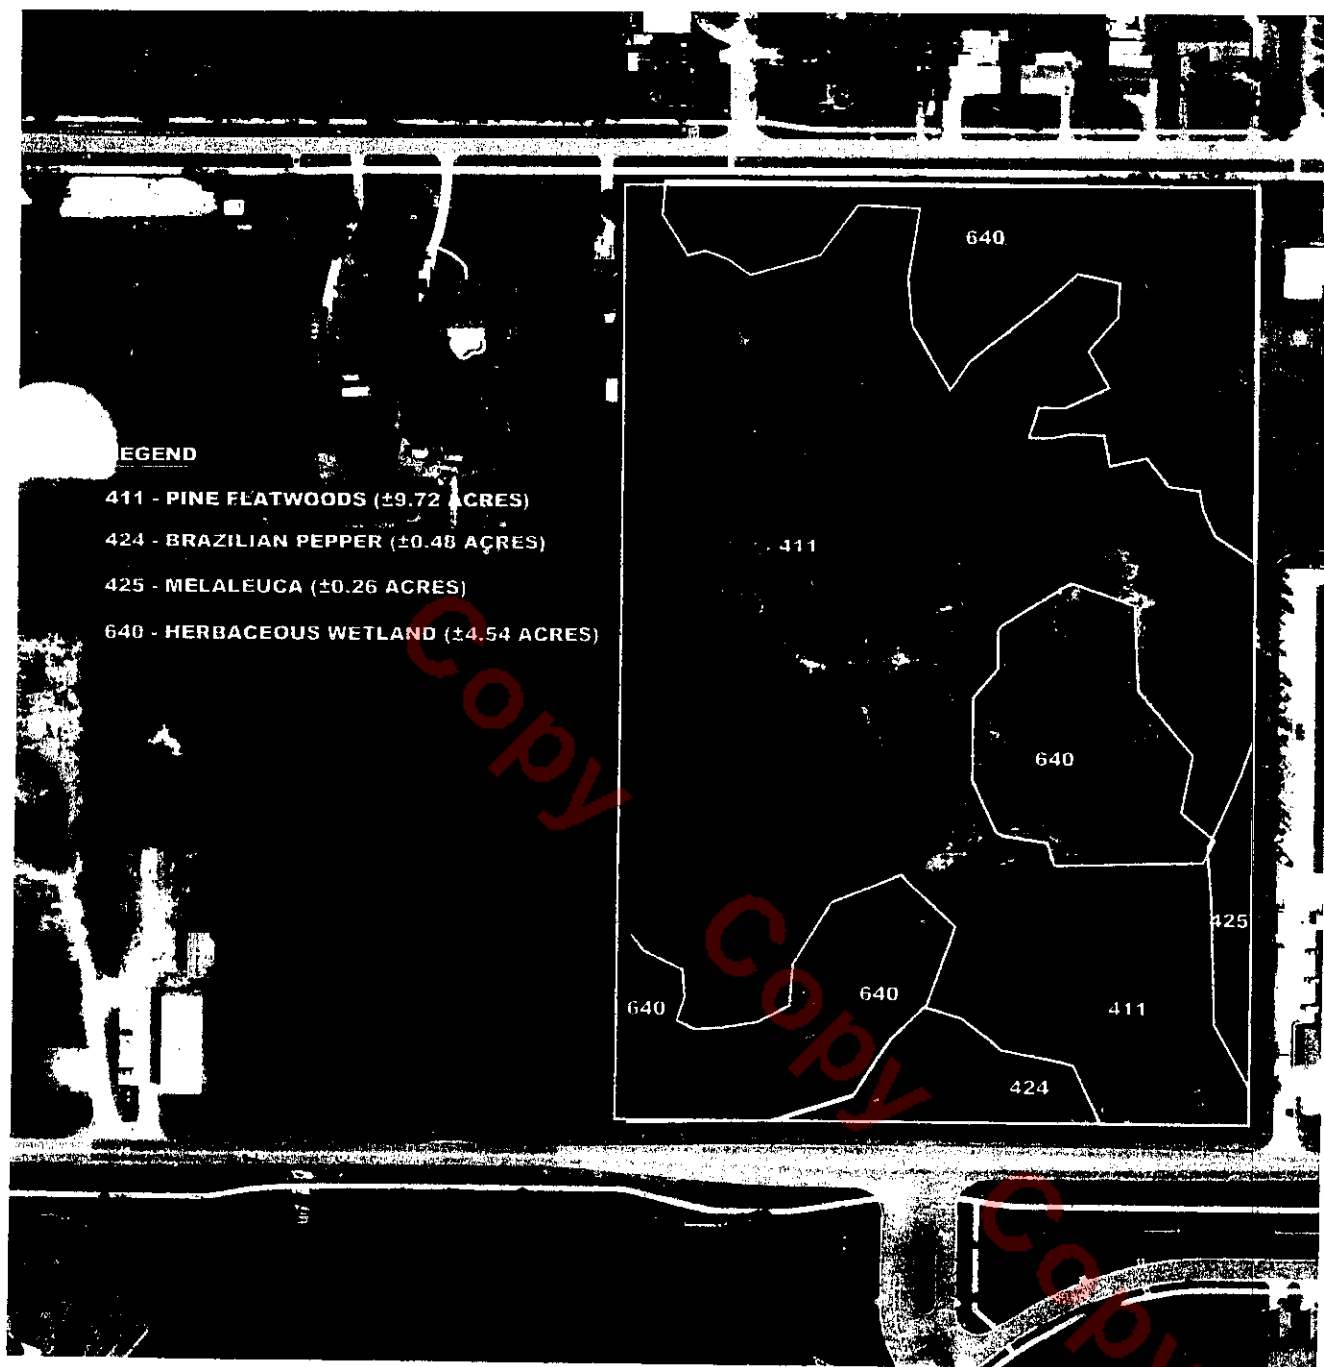 640
EGEND
411 - PINE FLATWOODS (±9.72 ACRES)
424 - BRAZILIAN PEPPER (±0.48 ACRES)
411
425 - MELALEUCA (±0.26 ACRES)
640 - HERBACEOUS WETLAND (±4.54 ACRES)
Copy
640
425
Copy
640
640
411
424
Copy